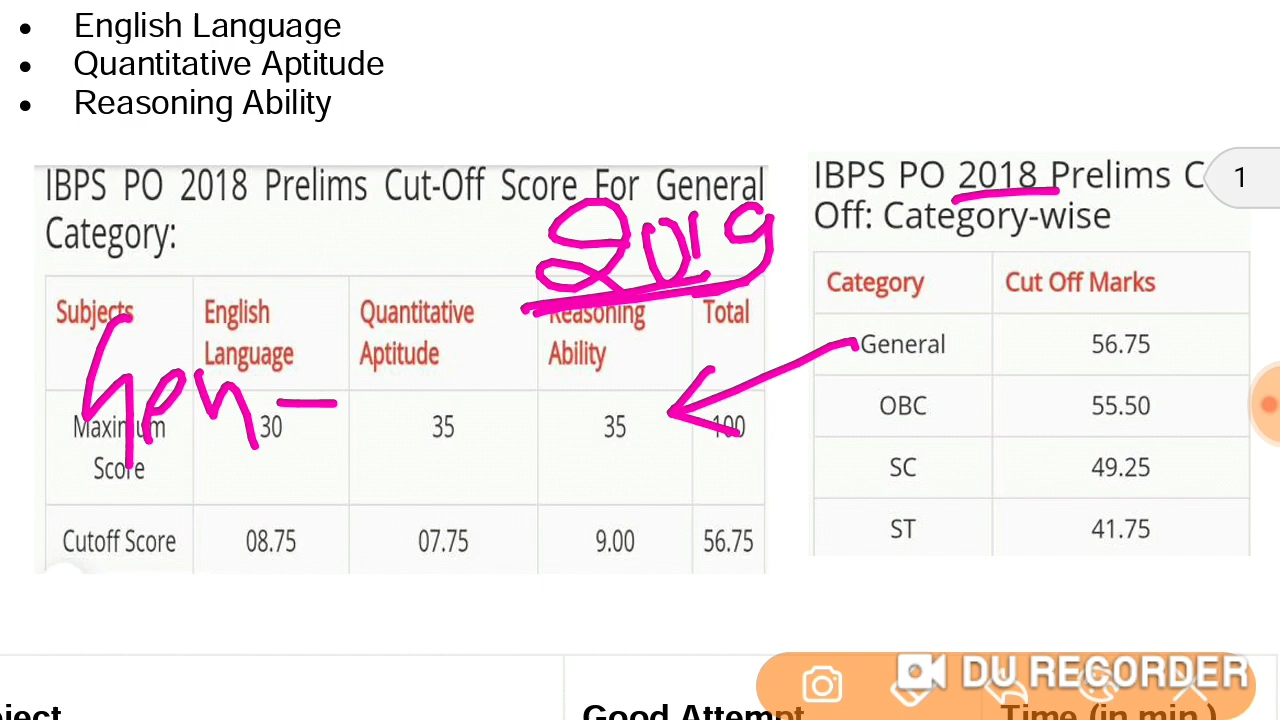 English Language
Quantitative Aptitude
Reasoning Ability
IBPS PO 2018 Prelims Cut-Off Score For General
Category:
2019
Subjects English Language Quantitative Aptitude Reasoning Ability Total
Gen -
Maximum Score 30 35 35 100
Cutoff Score 08.75 07.75 9.00 56.75
IBPS PO 2018 Prelims C
Off: Category-wise
1
Category Cut Off Marks
General 56.75
OBC 55.50
SC 49.25
ST 41.75
DU RECORDER
Good Attempt Time (in min.)